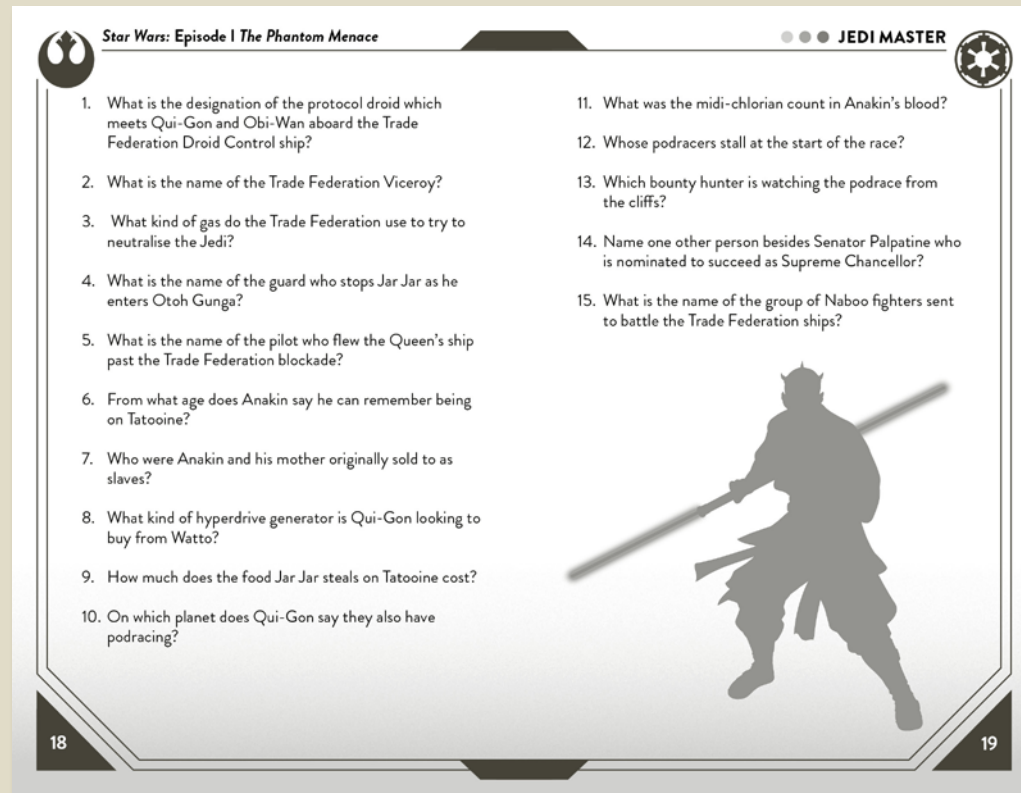 Star Wars: Episode I The Phantom Menace
JEDI MASTER
1. What is the designation of the protocol droid which
meets Qui-Gon and Obi-Wan aboard the Trade
Federation Droid Control ship?
2. What is the name of the Trade Federation Viceroy?
3. What kind of gas do the Trade Federation use to try to
neutralise the Jedi?
4. What is the name of the guard who stops Jar Jar as he
enters Otoh Gunga?
5. What is the name of the pilot who flew the Queen's ship
past the Trade Federation blockade?
6. From what age does Anakin say he can remember being
on Tatooine?
7. Who were Anakin and his mother originally sold to as
slaves?
8. What kind of hyperdrive generator is Qui-Gon looking to
buy from Watto?
9. How much does the food Jar Jar steals on Tatooine cost?
10. On which planet does Qui-Gon say they also have
podracing?
11. What was the midi-chlorian count in Anakin's blood?
12. Whose podracers stall at the start of the race?
13. Which bounty hunter is watching the podrace from
the cliffs?
14. Name one other person besides Senator Palpatine who
is nominated to succeed as Supreme Chancellor?
15. What is the name of the group of Naboo fighters sent
to battle the Trade Federation ships?
18
19